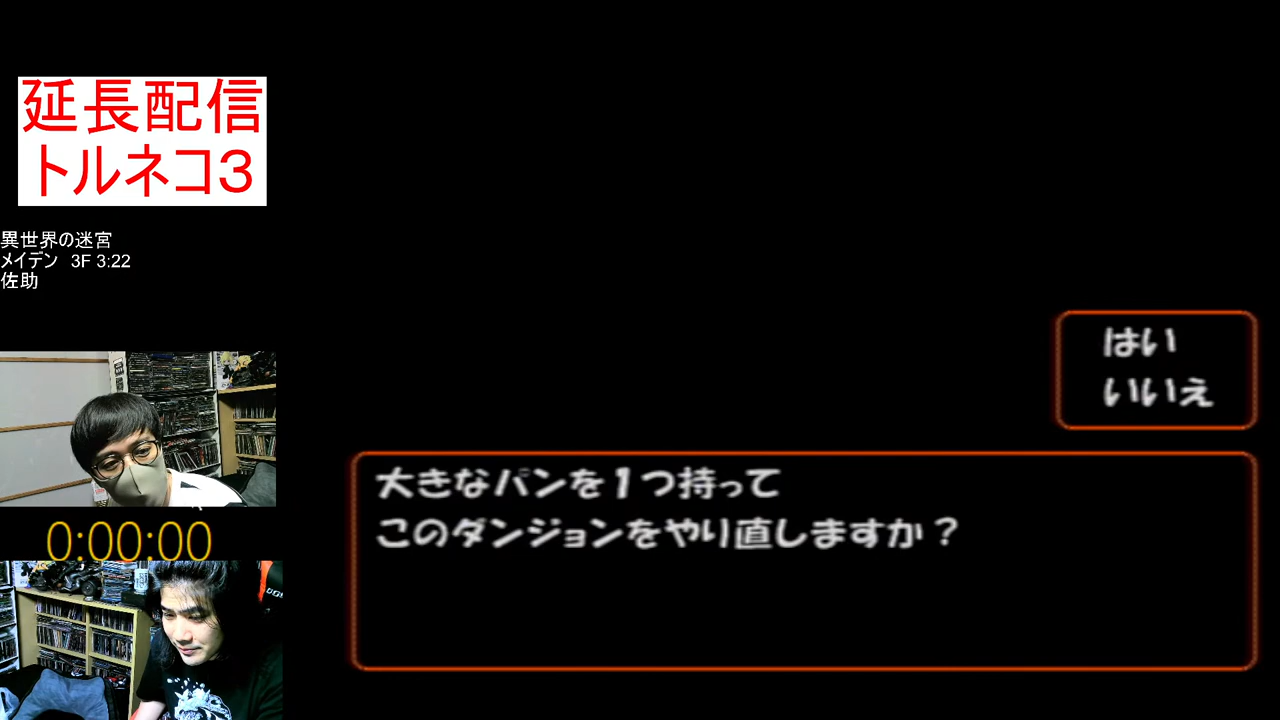 延長配信
トルネコ3
異世界の迷宮
メイデン 3F 3:22
佐助
0:00:00
はい
いいえ
大きなパンを1つ持って
このダンジョンをやり直しますか？